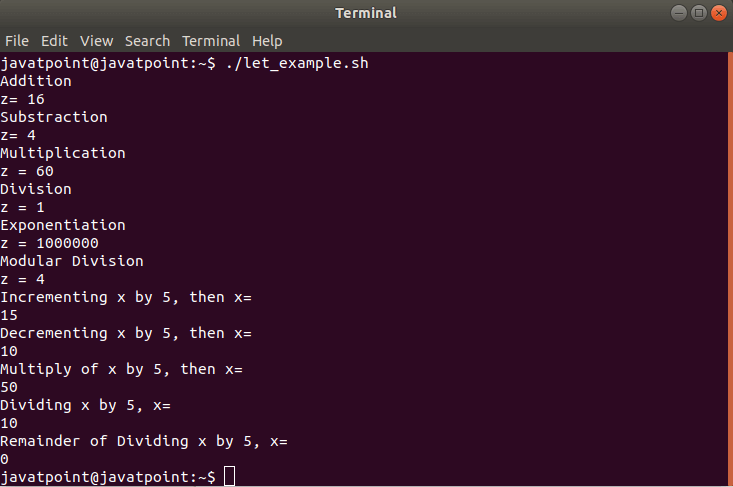 Terminal
File Edit View Search Terminal Help
javatpoint@javatpoint:~$ ./let_example.sh
Addition
z= 16
Substraction
z= 4
Multiplication
z = 60
Division
z = 1
Exponentiation
z = 1000000
Modular Division
z = 4
Incrementing x by 5, then x=
15
Decrementing x by 5, then x=
10
Multiply of x by 5, then x=
50
Dividing x by 5, x=
10
Remainder of Dividing x by 5, x=
0
javatpoint@javatpoint:~$